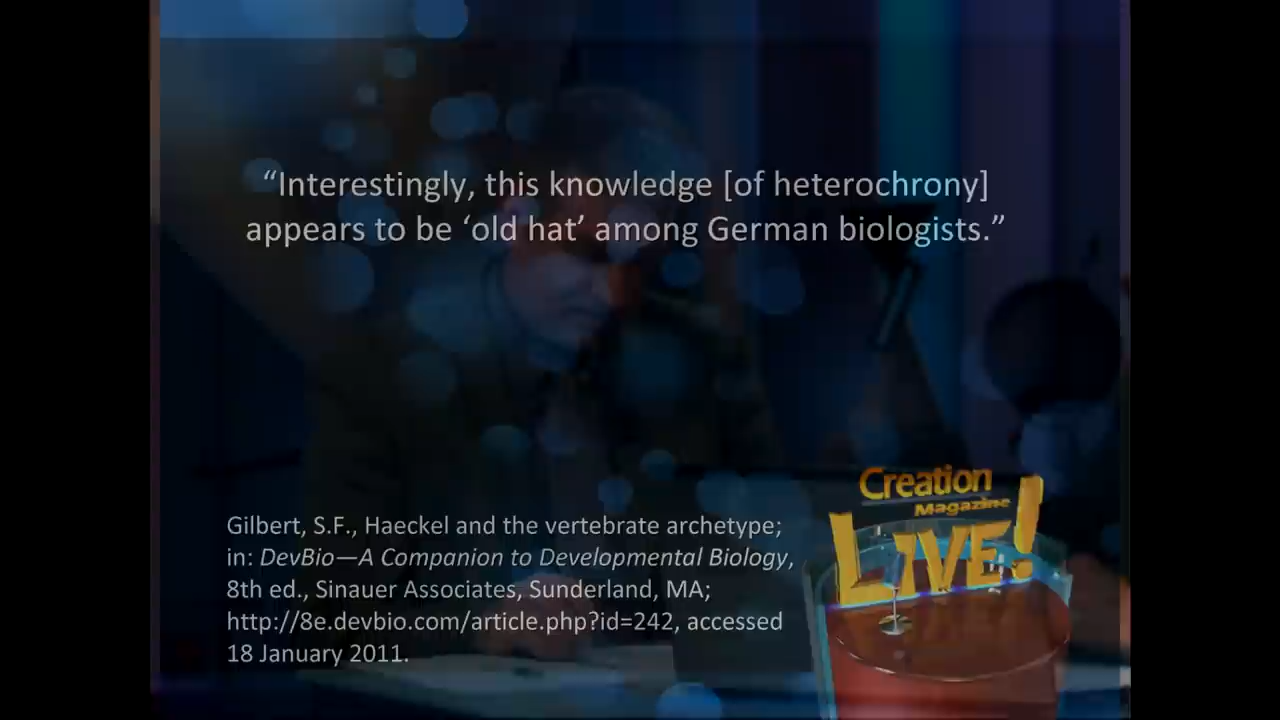 “Interestingly, this knowledge [of heterochrony]
appears to be ‘old hat’ among German biologists.”
Gilbert, S.F., Haeckel and the vertebrate archetype;
in: DevBio—A Companion to Developmental Biology,
8th ed., Sinauer Associates, Sunderland, MA;
http://8e.devbio.com/article.php?id=242, accessed
18 January 2011.
Creation
Magazine
LIVE!